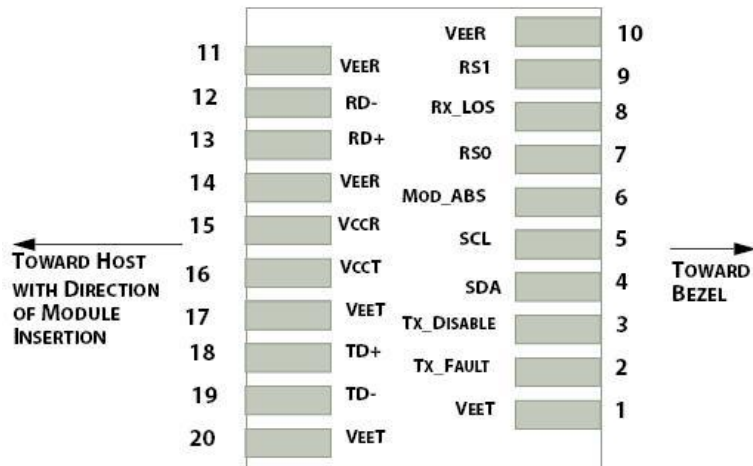 11
VEER
12
RD-
13
RD+
14
VEER
15
VCCR
16
VCCT
17
VEET
18
TD+
19
TD-
20
VEET
TOWARD HOST
WITH DIRECTION
OF MODULE
INSERTION
VEER
10
RS1
9
RX_LOS
8
RS0
7
MOD_ABS
6
SCL
5
SDA
4
TX_DISABLE
3
TX_FAULT
2
VEET
1
TOWARD
BEZEL